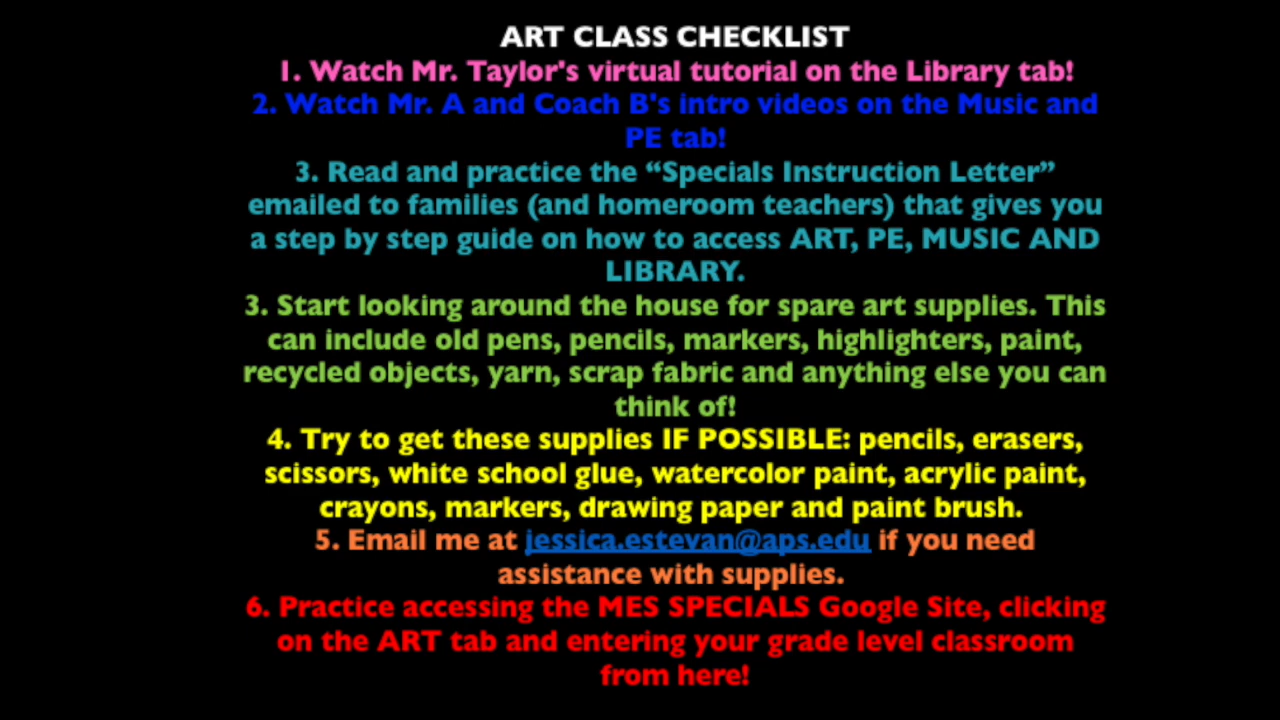 ART CLASS CHECKLIST
1. Watch Mr. Taylor's virtual tutorial on the Library tab!
2. Watch Mr. A and Coach B's intro videos on the Music and
PE tab!
3. Read and practice the “Specials Instruction Letter”
emailed to families (and homeroom teachers) that gives you
a step by step guide on how to access ART, PE, MUSIC AND
LIBRARY.
3. Start looking around the house for spare art supplies. This
can include old pens, pencils, markers, highlighters, paint,
recycled objects, yarn, scrap fabric and anything else you can
think of!
4. Try to get these supplies IF POSSIBLE: pencils, erasers,
scissors, white school glue, watercolor paint, acrylic paint,
crayons, markers, drawing paper and paint brush.
5. Email me at jessica.estevan@aps.edu if you need
assistance with supplies.
6. Practice accessing the MES SPECIALS Google Site, clicking
on the ART tab and entering your grade level classroom
from here!